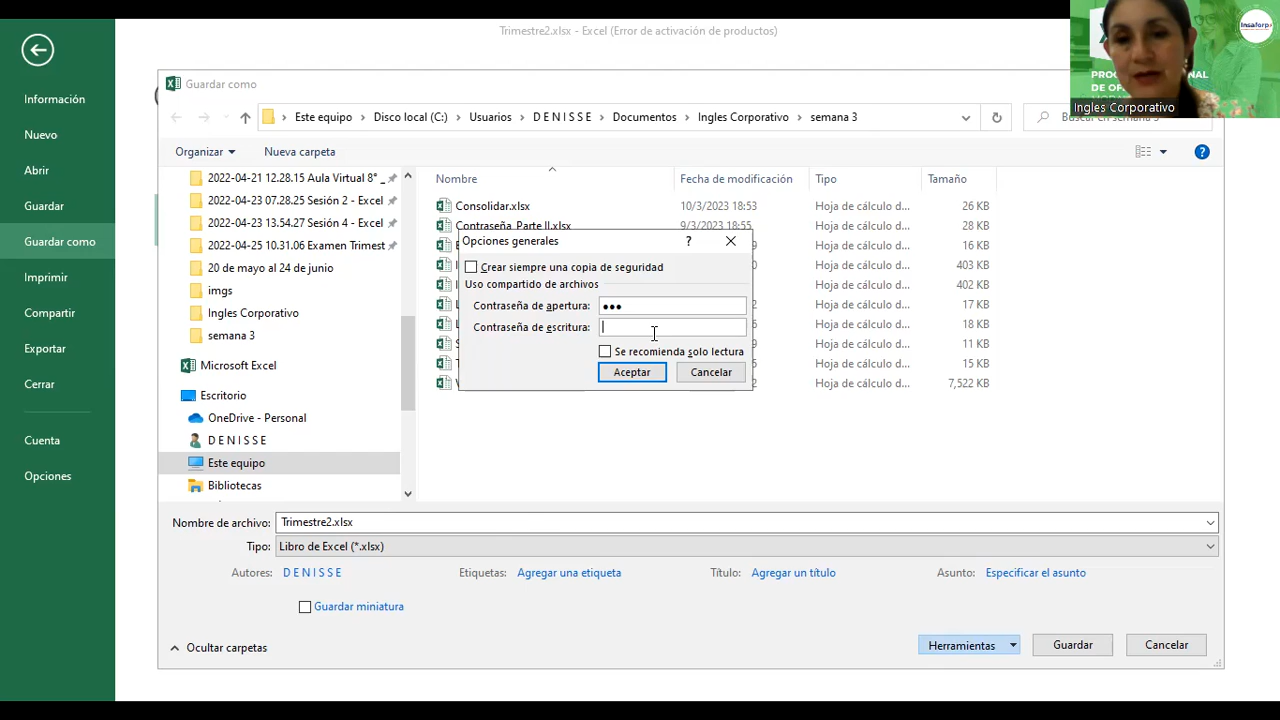 Trimestre2.xlsx - Excel (Error de activación de productos)
Insaforp
NAL
DE OF
Ingles Corporativo
Información
Nuevo
Abrir
Guardar
Guardar como
Imprimir
Compartir
Exportar
Cerrar
Cuenta
Opciones
Guardar como
Este equipo > Disco local (C:) > Usuarios > D E N I S S E > Documentos > Ingles Corporativo > semana 3
Organizar
Nueva carpeta
2022-04-21 12.28.15 Aula Virtual 8° _
2022-04-23 07.28.25 Sesión 2 - Excel
2022-04-23 13.54.27 Sesión 4 - Excel
2022-04-25 10.31.06 Examen Trimest
20 de mayo al 24 de junio
imgs
Ingles Corporativo
semana 3
Microsoft Excel
Escritorio
OneDrive - Personal
D E N I S S E
Este equipo
Bibliotecas
Nombre Fecha de modificación Tipo Tamaño
Consolidar.xlsx 10/3/2023 18:53 Hoja de cálculo d... 26 KB
Contraseña Parte II.xlsx 9/3/2023 18:55 Hoja de cálculo d... 28 KB
Hoja de cálculo d... 16 KB
Hoja de cálculo d... 403 KB
Hoja de cálculo d... 402 KB
Hoja de cálculo d... 17 KB
Hoja de cálculo d... 18 KB
Hoja de cálculo d... 11 KB
Hoja de cálculo d... 15 KB
Hoja de cálculo d... 7,522 KB
Opciones generales ?
Crear siempre una copia de seguridad
Uso compartido de archivos
Contraseña de apertura: •••
Contraseña de escritura:
Se recomienda solo lectura
Aceptar Cancelar
Nombre de archivo: Trimestre2.xlsx
Tipo: Libro de Excel (*.xlsx)
Autores: D E N I S S E Etiquetas: Agregar una etiqueta Título: Agregar un título Asunto: Especificar el asunto
Guardar miniatura
Ocultar carpetas
Herramientas Guardar Cancelar